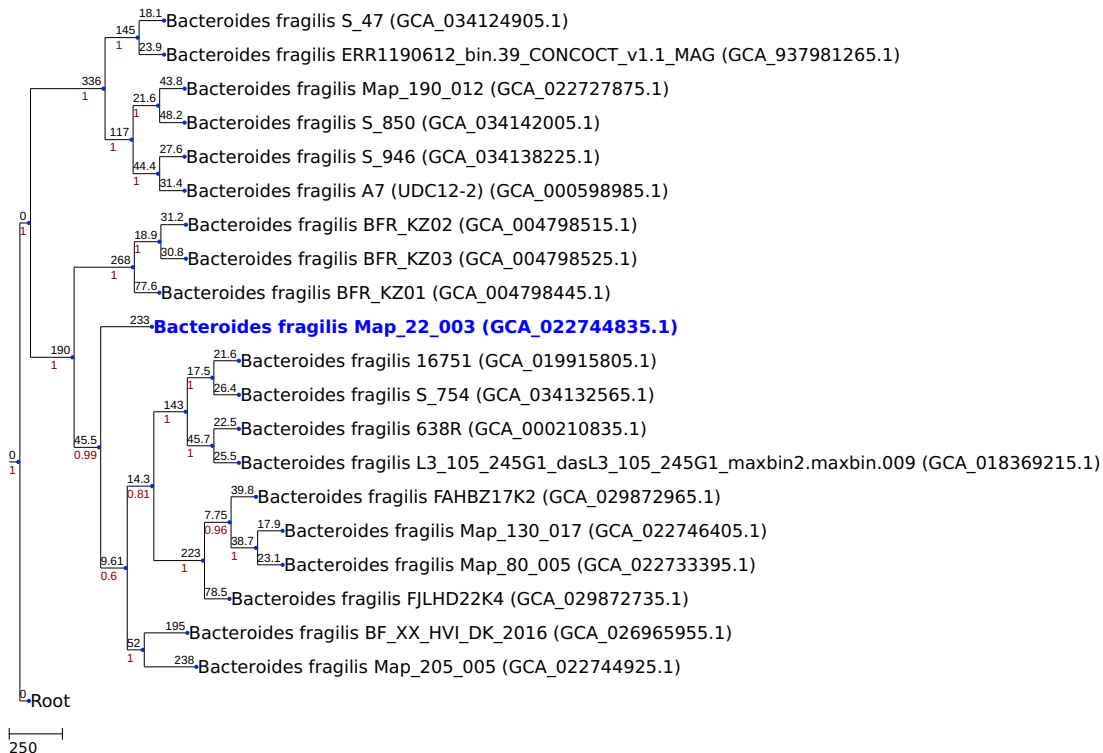 18.1 Bacteroides fragilis S_47 (GCA_034124905.1)
145
1
23.9 Bacteroides fragilis ERR1190612_bin.39_CONCOCT_v1.1_MAG (GCA_937981265.1)
336
1
43.8 Bacteroides fragilis Map_190_012 (GCA_022727875.1)
21.6
1
48.2 Bacteroides fragilis S_850 (GCA_034142005.1)
117
1
27.6 Bacteroides fragilis S_946 (GCA_034138225.1)
44.4
1
31.4 Bacteroides fragilis A7 (UDC12-2) (GCA_000598985.1)
0
1
31.2 Bacteroides fragilis BFR_KZ02 (GCA_004798515.1)
18.9
1
30.8 Bacteroides fragilis BFR_KZ03 (GCA_004798525.1)
268
1
77.6 Bacteroides fragilis BFR_KZ01 (GCA_004798445.1)
233 Bacteroides fragilis Map_22_003 (GCA_022744835.1)
190
1
21.6 Bacteroides fragilis 16751 (GCA_019915805.1)
17.5
1
26.4 Bacteroides fragilis S_754 (GCA_034132565.1)
143
1
22.5 Bacteroides fragilis 638R (GCA_000210835.1)
45.7
1
25.5 Bacteroides fragilis L3_105_245G1_dasL3_105_245G1_maxbin2.maxbin.009 (GCA_018369215.1)
45.5
0.99
0
1
14.3
0.81
39.8 Bacteroides fragilis FAHBZ17K2 (GCA_029872965.1)
7.75
0.96
17.9 Bacteroides fragilis Map_130_017 (GCA_022746405.1)
38.7
1
23.1 Bacteroides fragilis Map_80_005 (GCA_022733395.1)
223
1
9.61
0.6
78.5 Bacteroides fragilis FJLHD22K4 (GCA_029872735.1)
195 Bacteroides fragilis BF_XX_HVI_DK_2016 (GCA_026965955.1)
52
1
238 Bacteroides fragilis Map_205_005 (GCA_022744925.1)
0 Root
250